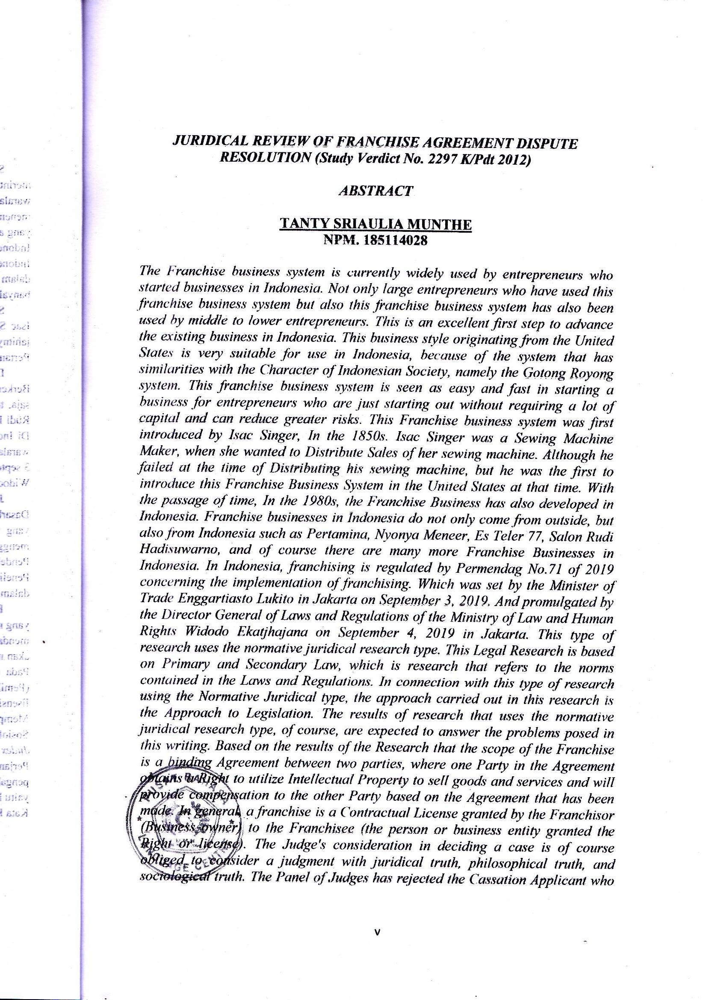 JURIDICAL REVIEW OF FRANCHISE AGREEMENT DISPUTE
RESOLUTION (Study Verdict No. 2297 K/Pdt 2012)
ABSTRACT
TANTY SRIAULIA MUNTHE
NPM. 185114028
The Franchise business system is currently widely used by entrepreneurs who
started businesses in Indonesia. Not only large entrepreneurs who have used this
franchise business system but also this franchise business system has also been
used by middle to lower entrepreneurs. This is an excellent first step to advance
the existing business in Indonesia. This business style originating from the United
States is very suitable for use in Indonesia, because of the system that has
similarities with the Character of Indonesian Society, namely the Gotong Royong
system. This franchise business system is seen as easy and fast in starting a
business for entrepreneurs who are just starting out without requiring a lot of
capital and can reduce greater risks. This Franchise business system was first
introduced by Isac Singer, In the 1850s. Isac Singer was a Sewing Machine
Maker, when she wanted to Distribute Sales of her sewing machine. Although he
failed at the time of Distributing his sewing machine, but he was the first to
introduce this Franchise Business System in the United States at that time. With
the passage of time, In the 1980s, the Franchise Business has also developed in
Indonesia. Franchise businesses in Indonesia do not only come from outside, but
also from Indonesia such as Pertamina, Nyonya Meneer, Es Teler 77, Salon Rudi
Hadisuwarno, and of course there are many more Franchise Businesses in
Indonesia. In Indonesia, franchising is regulated by Permendag No.71 of 2019
concerning the implementation of franchising. Which was set by the Minister of
Trade Enggartiasto Lukito in Jakarta on September 3, 2019. And promulgated by
the Director General of Laws and Regulations of the Ministry of Law and Human
Rights Widodo Ekatjhajana on September 4, 2019 in Jakarta. This type of
research uses the normative juridical research type. This Legal Research is based
on Primary and Secondary Law, which is research that refers to the norms
contained in the Laws and Regulations. In connection with this type of research
using the Normative Juridical type, the approach carried out in this research is
the Approach to Legislation. The results of research that uses the normative
juridical research type, of course, are expected to answer the problems posed in
this writing. Based on the results of the Research that the scope of the Franchise
is a binding Agreement between two parties, where one Party in the Agreement
obtains a Right to utilize Intellectual Property to sell goods and services and will
provide compensation to the other Party based on the Agreement that has been
made. In general, a franchise is a Contractual License granted by the Franchisor
(Business owner) to the Franchisee (the person or business entity granted the
Right or license). The Judge's consideration in deciding a case is of course
obliged to consider a judgment with juridical truth, philosophical truth, and
sociological truth. The Panel of Judges has rejected the Cassation Applicant who
v